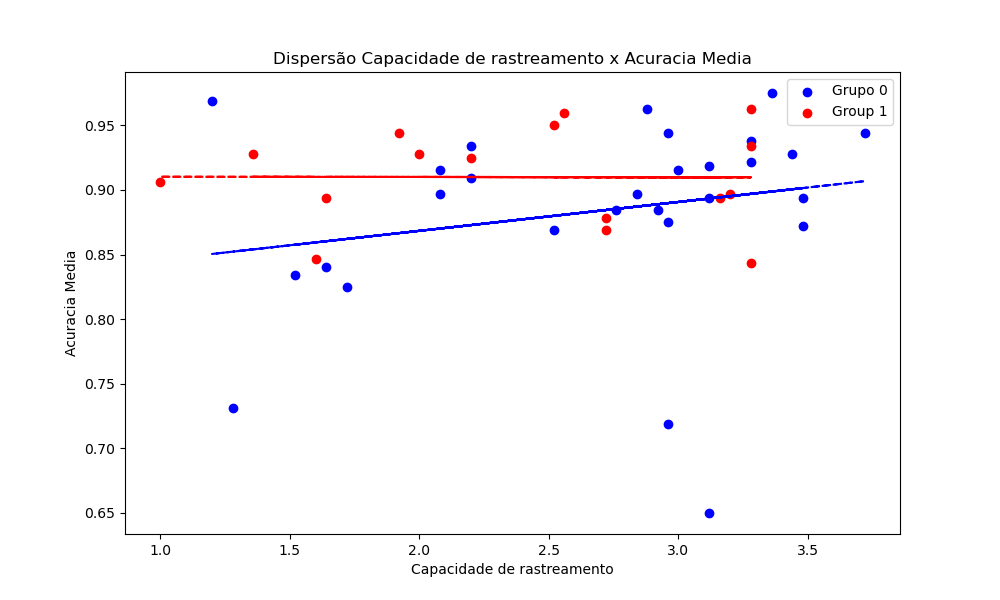 Dispersão Capacidade de rastreamento x Acuracia Media
Grupo 0
Group 1
0.95
0.90
0.85
0.80
0.75
0.70
0.65
Acuracia Media
1.0 1.5 2.0 2.5 3.0 3.5
Capacidade de rastreamento